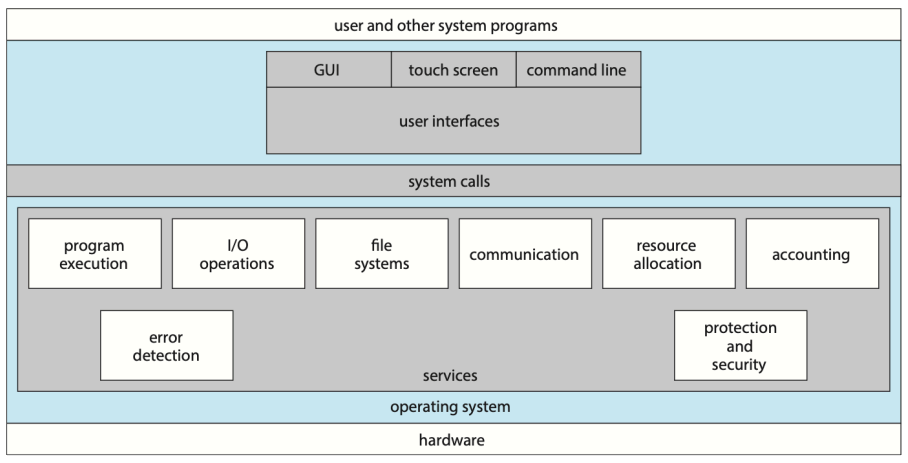 user and other system programs
GUI
touch screen
command line
user interfaces
system calls
program
execution
I/O
operations
file
systems
communication
resource
allocation
accounting
error
detection
protection
and
security
services
operating system
hardware